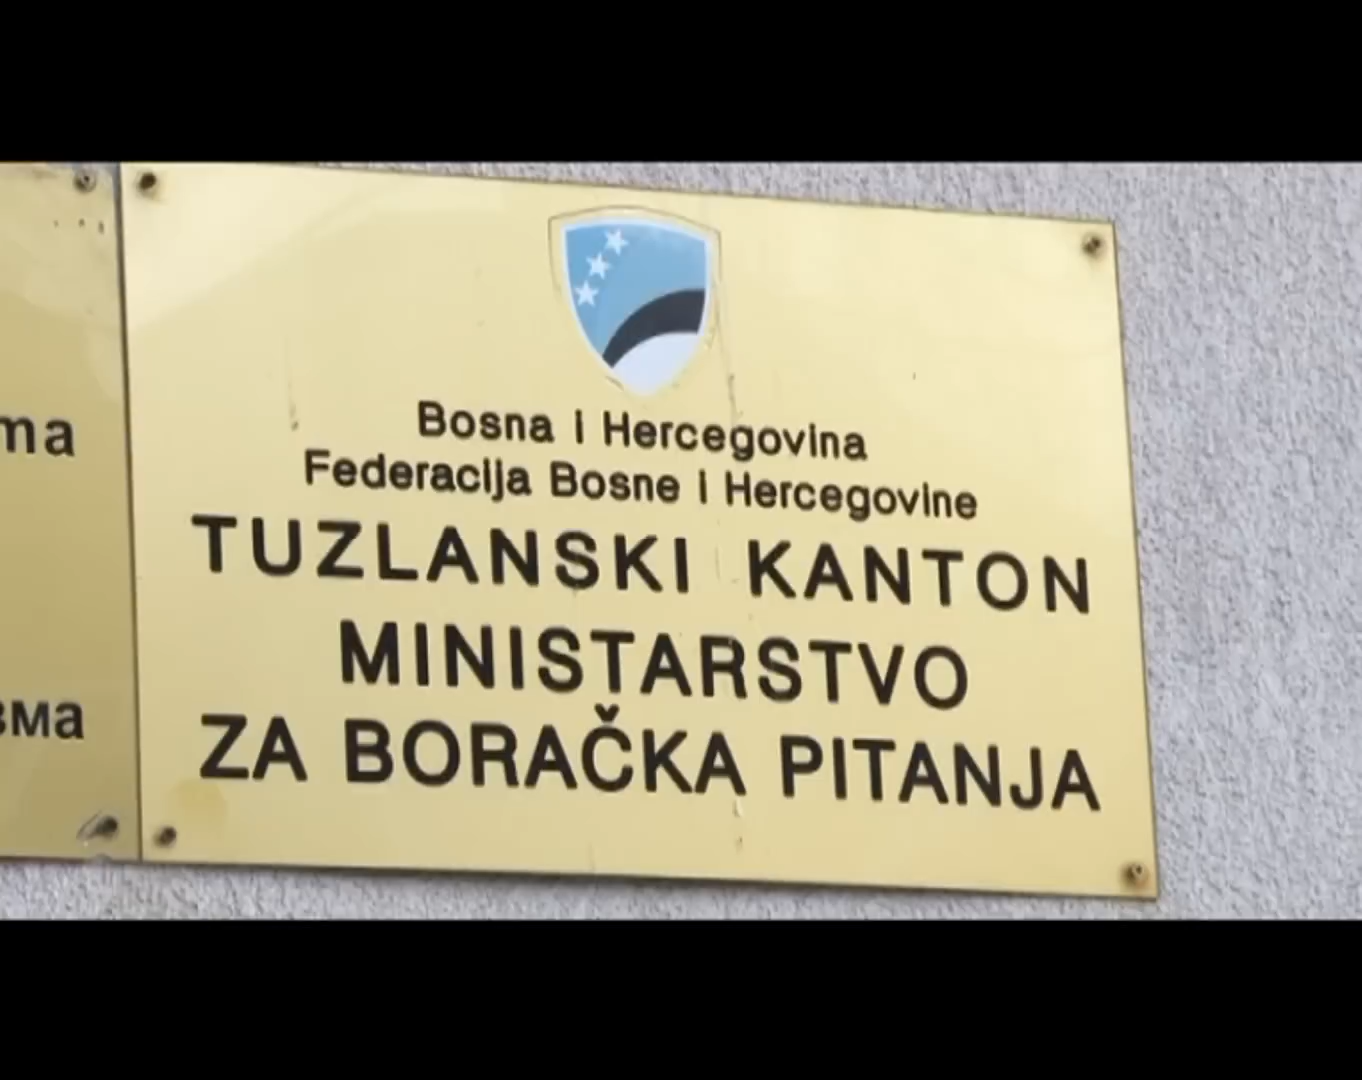 Bosna i Hercegovina
Federacija Bosne i Hercegovine
TUZLANSKI KANTON
MINISTARSTVO
ZA BORAČKA PITANJA